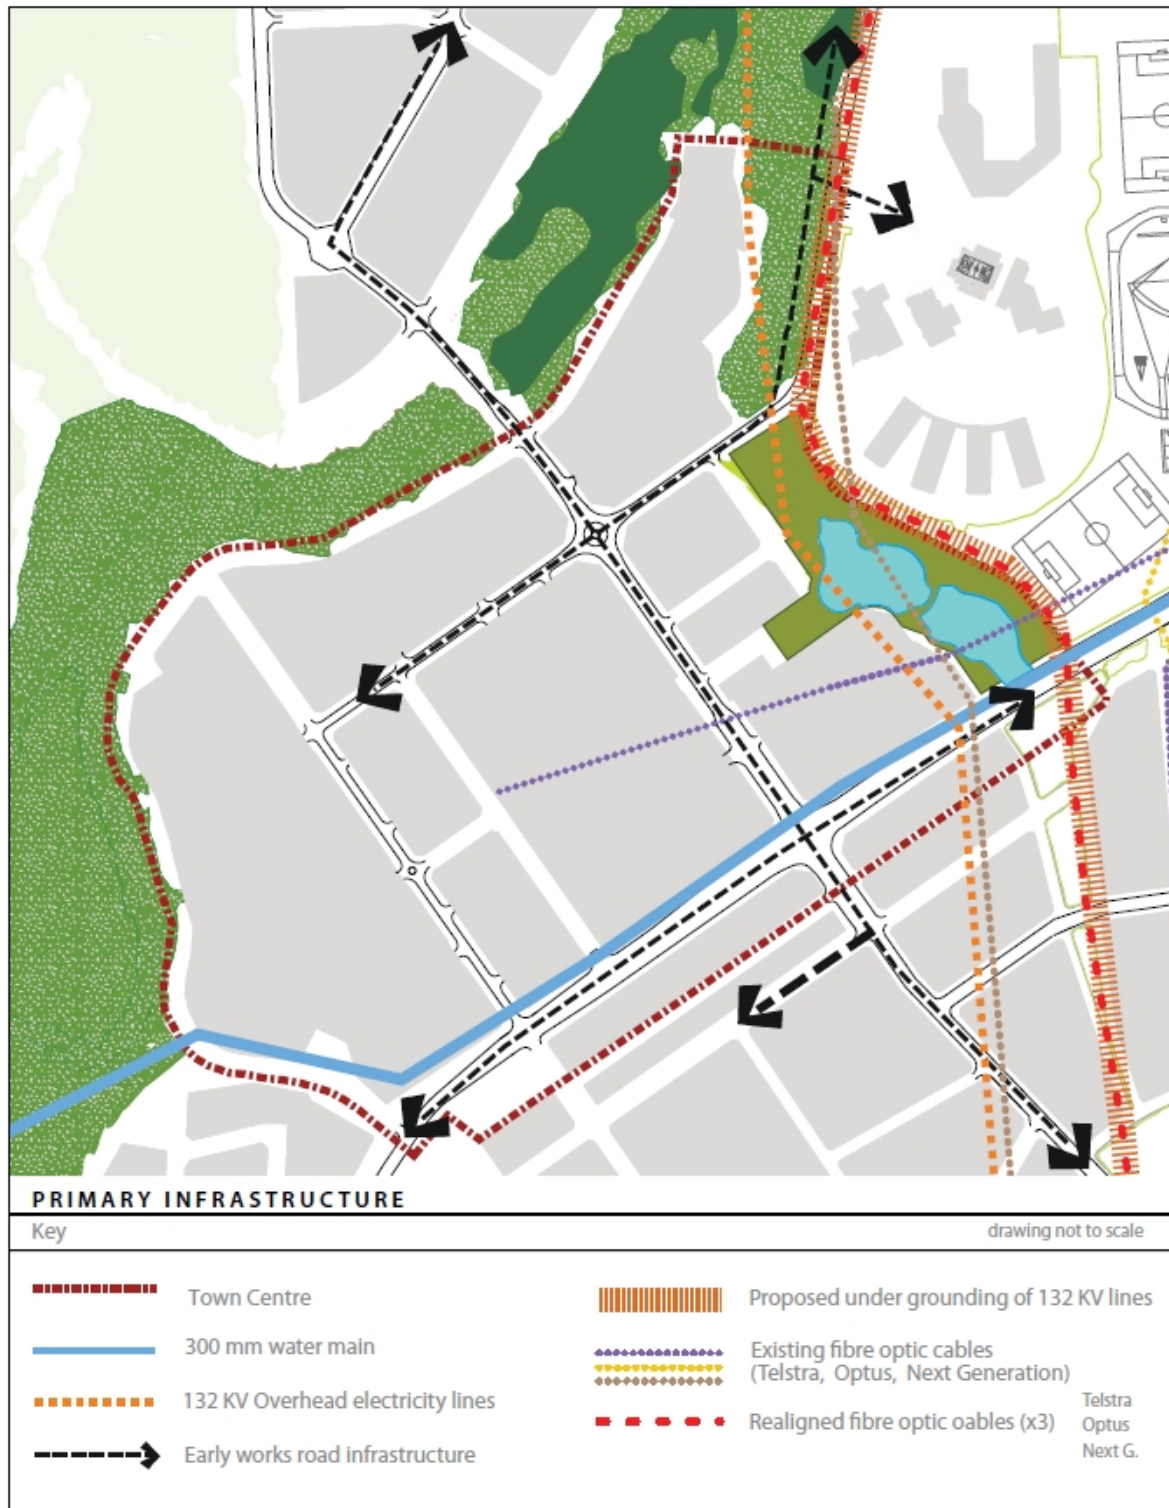 PRIMARY INFRASTRUCTURE
Key
drawing not to scale
Town Centre
300 mm water main
132 KV Overhead electricity lines
Early works road infrastructure
Proposed under grounding of 132 KV lines
Existing fibre optic cables
(Telstra, Optus, Next Generation)
Realigned fibre optic oables (x3)
Telstra
Optus
Next G.